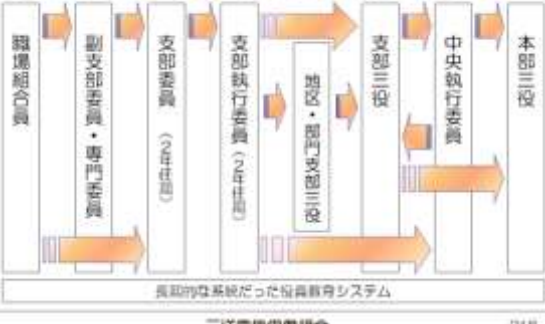 職場組合員
副支部委員・専門委員
支部委員(2年任期)
支部執行委員(2年任期)
地区・部門支部三役
支部三役
中央執行委員
本部三役
長期的な系統だった役員教育システム